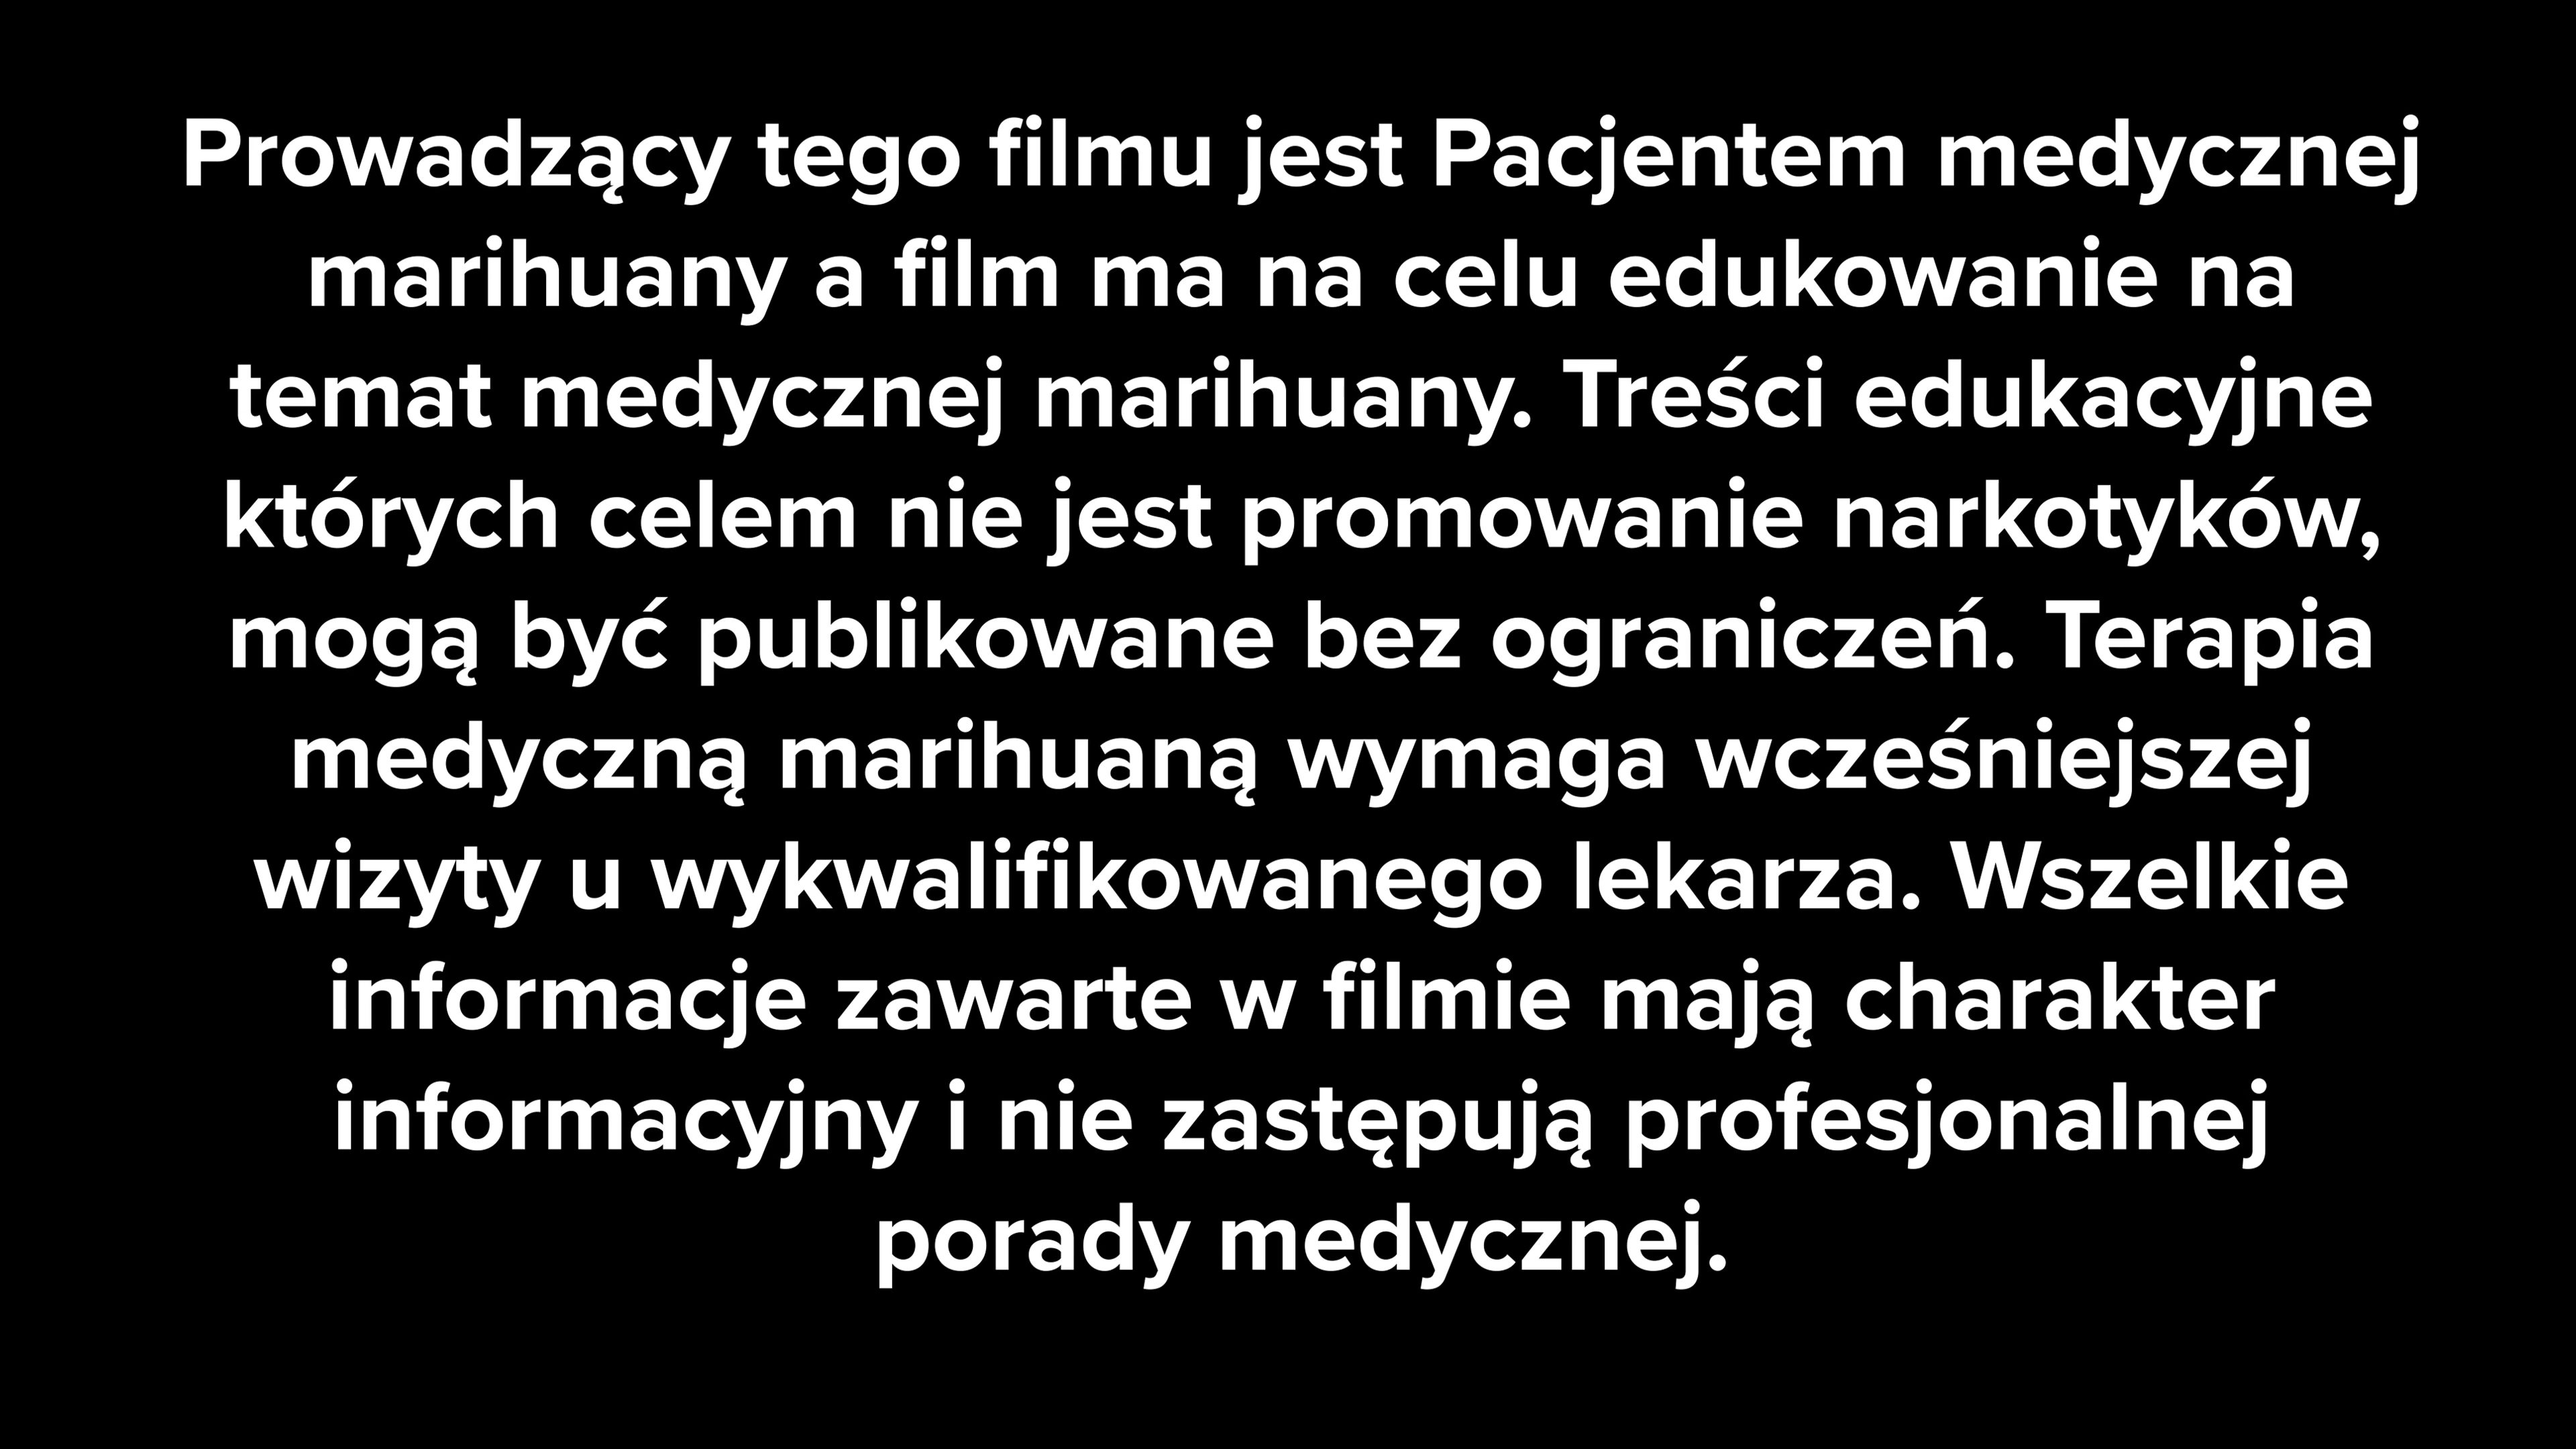 Prowadzący tego filmu jest Pacjentem medycznej
marihuany a film ma na celu edukowanie na
temat medycznej marihuany. Treści edukacyjne
których celem nie jest promowanie narkotyków,
mogą być publikowane bez ograniczeń. Terapia
medyczną marihuaną wymaga wcześniejszej
wizyty u wykwalifikowanego lekarza. Wszelkie
informacje zawarte w filmie mają charakter
informacyjny i nie zastępują profesjonalnej
porady medycznej.